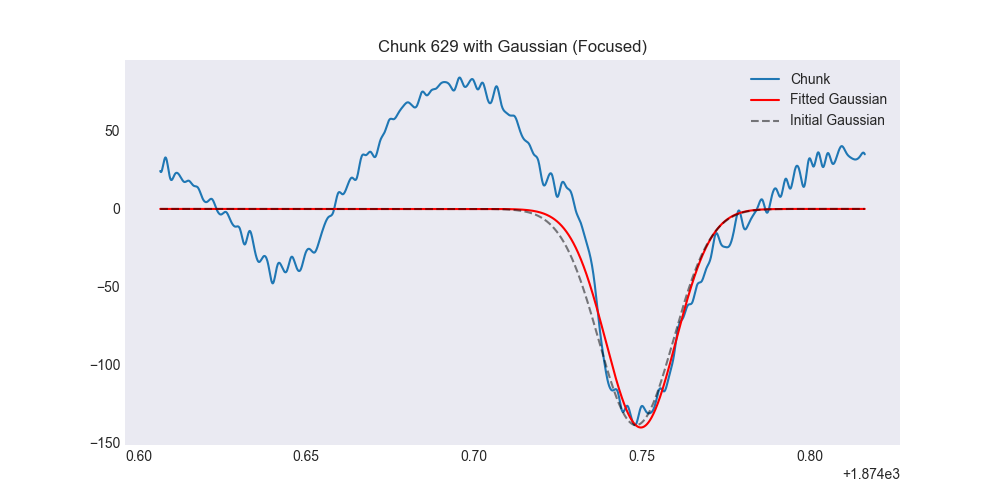 Chunk 629 with Gaussian (Focused)
Chunk
Fitted Gaussian
Initial Gaussian
50
0
−50
−100
−150
0.60 0.65 0.70 0.75 0.80
+1.874e3